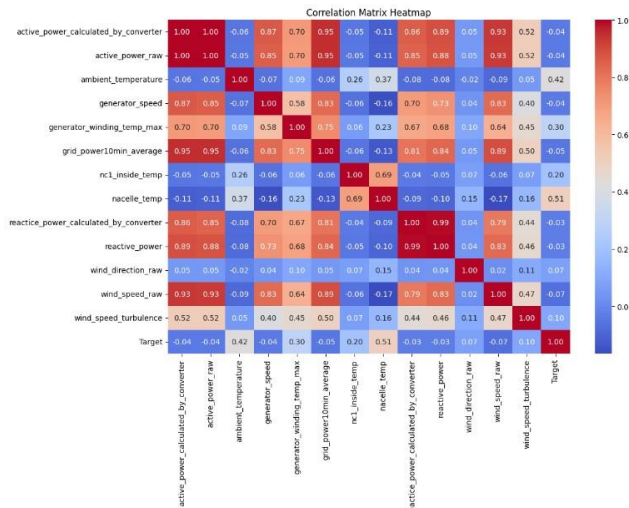 Correlation Matrix Heatmap
active_power_calculated_by_converter 1.00 1.00 -0.06 0.87 0.70 0.95 -0.05 -0.11 0.86 0.89 0.05 0.93 0.52 -0.04
active_power_raw 1.00 1.00 -0.05 0.85 0.70 0.95 -0.05 -0.11 0.85 0.88 0.05 0.93 0.52 -0.04
ambient_temperature -0.06 -0.05 1.00 -0.07 0.09 -0.06 0.26 0.37 -0.08 -0.08 -0.02 -0.09 0.05 0.42
generator_speed 0.87 0.85 -0.07 1.00 0.58 0.83 -0.06 -0.16 0.70 0.73 0.04 0.83 0.40 -0.04
generator_winding_temp_max 0.70 0.70 0.09 0.58 1.00 0.75 0.06 0.23 0.67 0.68 0.10 0.64 0.45 0.30
grid_power10min_average 0.95 0.95 -0.06 0.83 0.75 1.00 -0.06 -0.13 0.81 0.84 0.05 0.89 0.50 -0.05
nc1_inside_temp -0.05 -0.05 0.26 -0.06 0.06 -0.06 1.00 0.69 -0.04 -0.05 0.07 -0.06 0.07 0.20
nacelle_temp -0.11 -0.11 0.37 -0.16 0.23 -0.13 0.69 1.00 -0.09 -0.10 0.15 -0.17 0.16 0.51
reactice_power_calculated_by_converter 0.86 0.85 -0.08 0.70 0.67 0.81 -0.04 -0.09 1.00 0.99 0.04 0.79 0.44 -0.03
reactive_power 0.89 0.88 -0.08 0.73 0.68 0.84 -0.05 -0.10 0.99 1.00 0.04 0.83 0.46 -0.03
wind_direction_raw 0.05 0.05 -0.02 0.04 0.10 0.05 0.07 0.15 0.04 0.04 1.00 0.02 0.11 0.07
wind_speed_raw 0.93 0.93 -0.09 0.83 0.64 0.89 -0.06 -0.17 0.79 0.83 0.02 1.00 0.47 -0.07
wind_speed_turbulence 0.52 0.52 0.05 0.40 0.45 0.50 0.07 0.16 0.44 0.46 0.11 0.47 1.00 0.10
Target -0.04 -0.04 0.42 -0.04 0.30 -0.05 0.20 0.51 -0.03 -0.03 0.07 -0.07 0.10 1.00
active_power_calculated_by_converter
active_power_raw
ambient_temperature
generator_speed
generator_winding_temp_max
grid_power10min_average
nc1_inside_temp
nacelle_temp
actice_power_calculated_by_converter
reactive_power
wind_direction_raw
wind_speed_raw
wind_speed_turbulence
Target
1.0
0.8
0.6
0.4
0.2
0.0